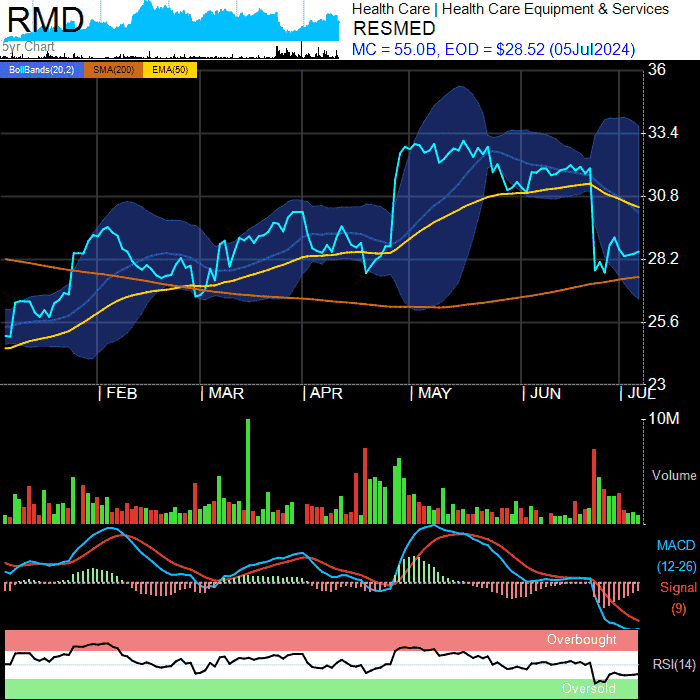 RMD
5yr Chart
Health Care | Health Care Equipment & Services
RESMED
MC = 55.0B, EOD = $28.52 (05Jul2024)
BollBands(20,2) SMA(200) EMA(50)
36
33.4
30.8
28.2
25.6
23
| FEB | MAR | APR | MAY | JUN | JUL
10M
Volume
MACD
(12-26)
Signal
(9)
Overbought
RSI(14)
Oversold